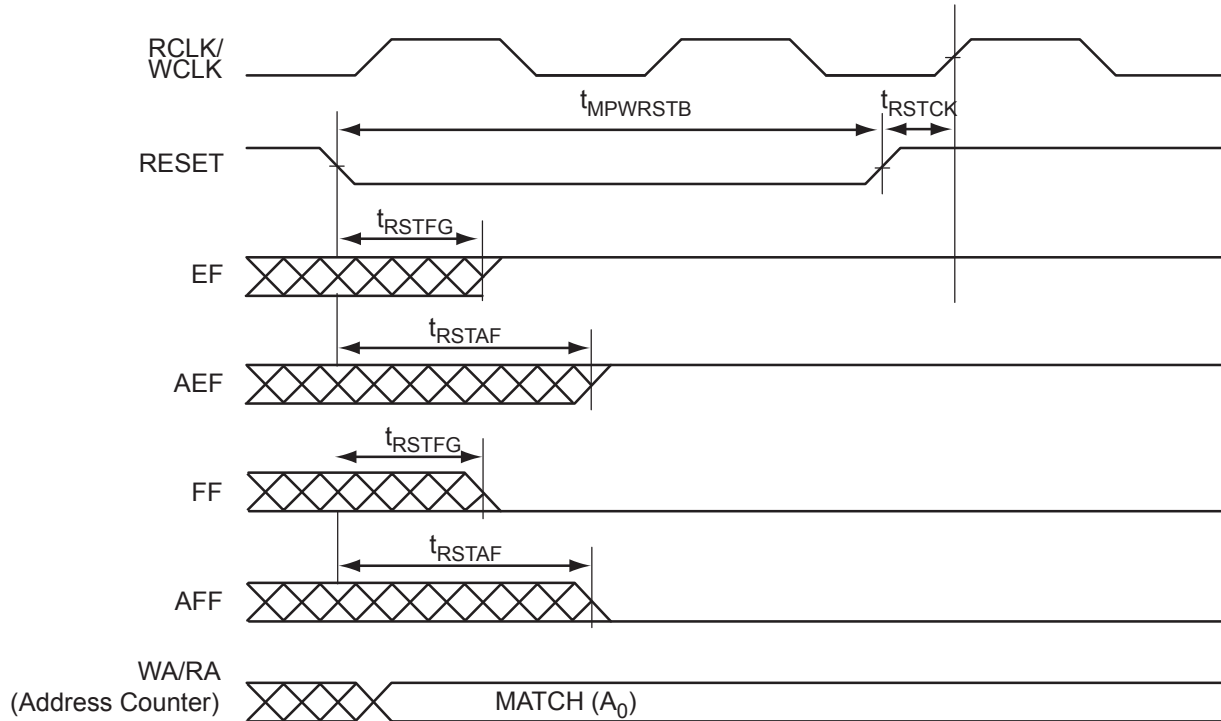 RCLK/
WCLK
tMPWRSTB
tRSTCK
RESET
tRSTFG
EF
tRSTAF
AEF
tRSTFG
FF
tRSTAF
AFF
WA/RA
(Address Counter)
MATCH (A0)